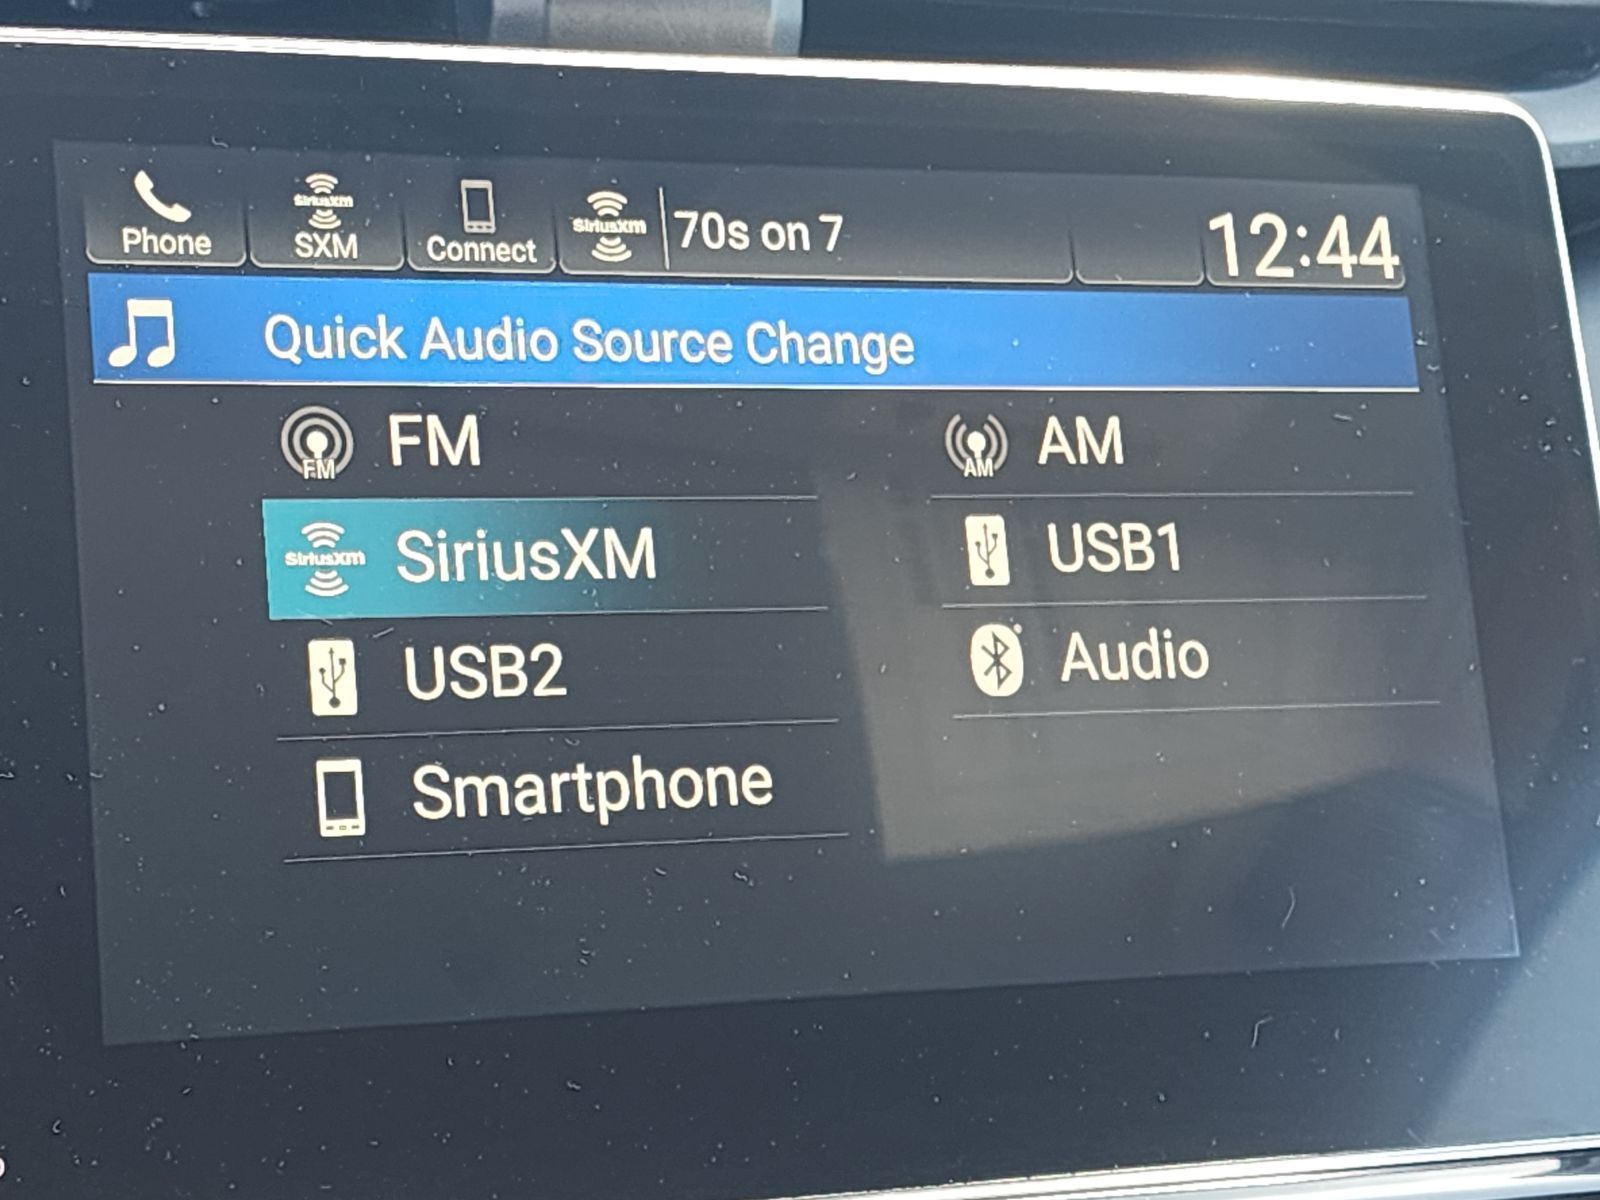 SiriusXM
Phone
SXM
Connect
SiriusXM
70s on 7
12:44
Quick Audio Source Change
FM
FM
AM
AM
SiriusXM
SiriusXM
USB1
USB2
Audio
Smartphone